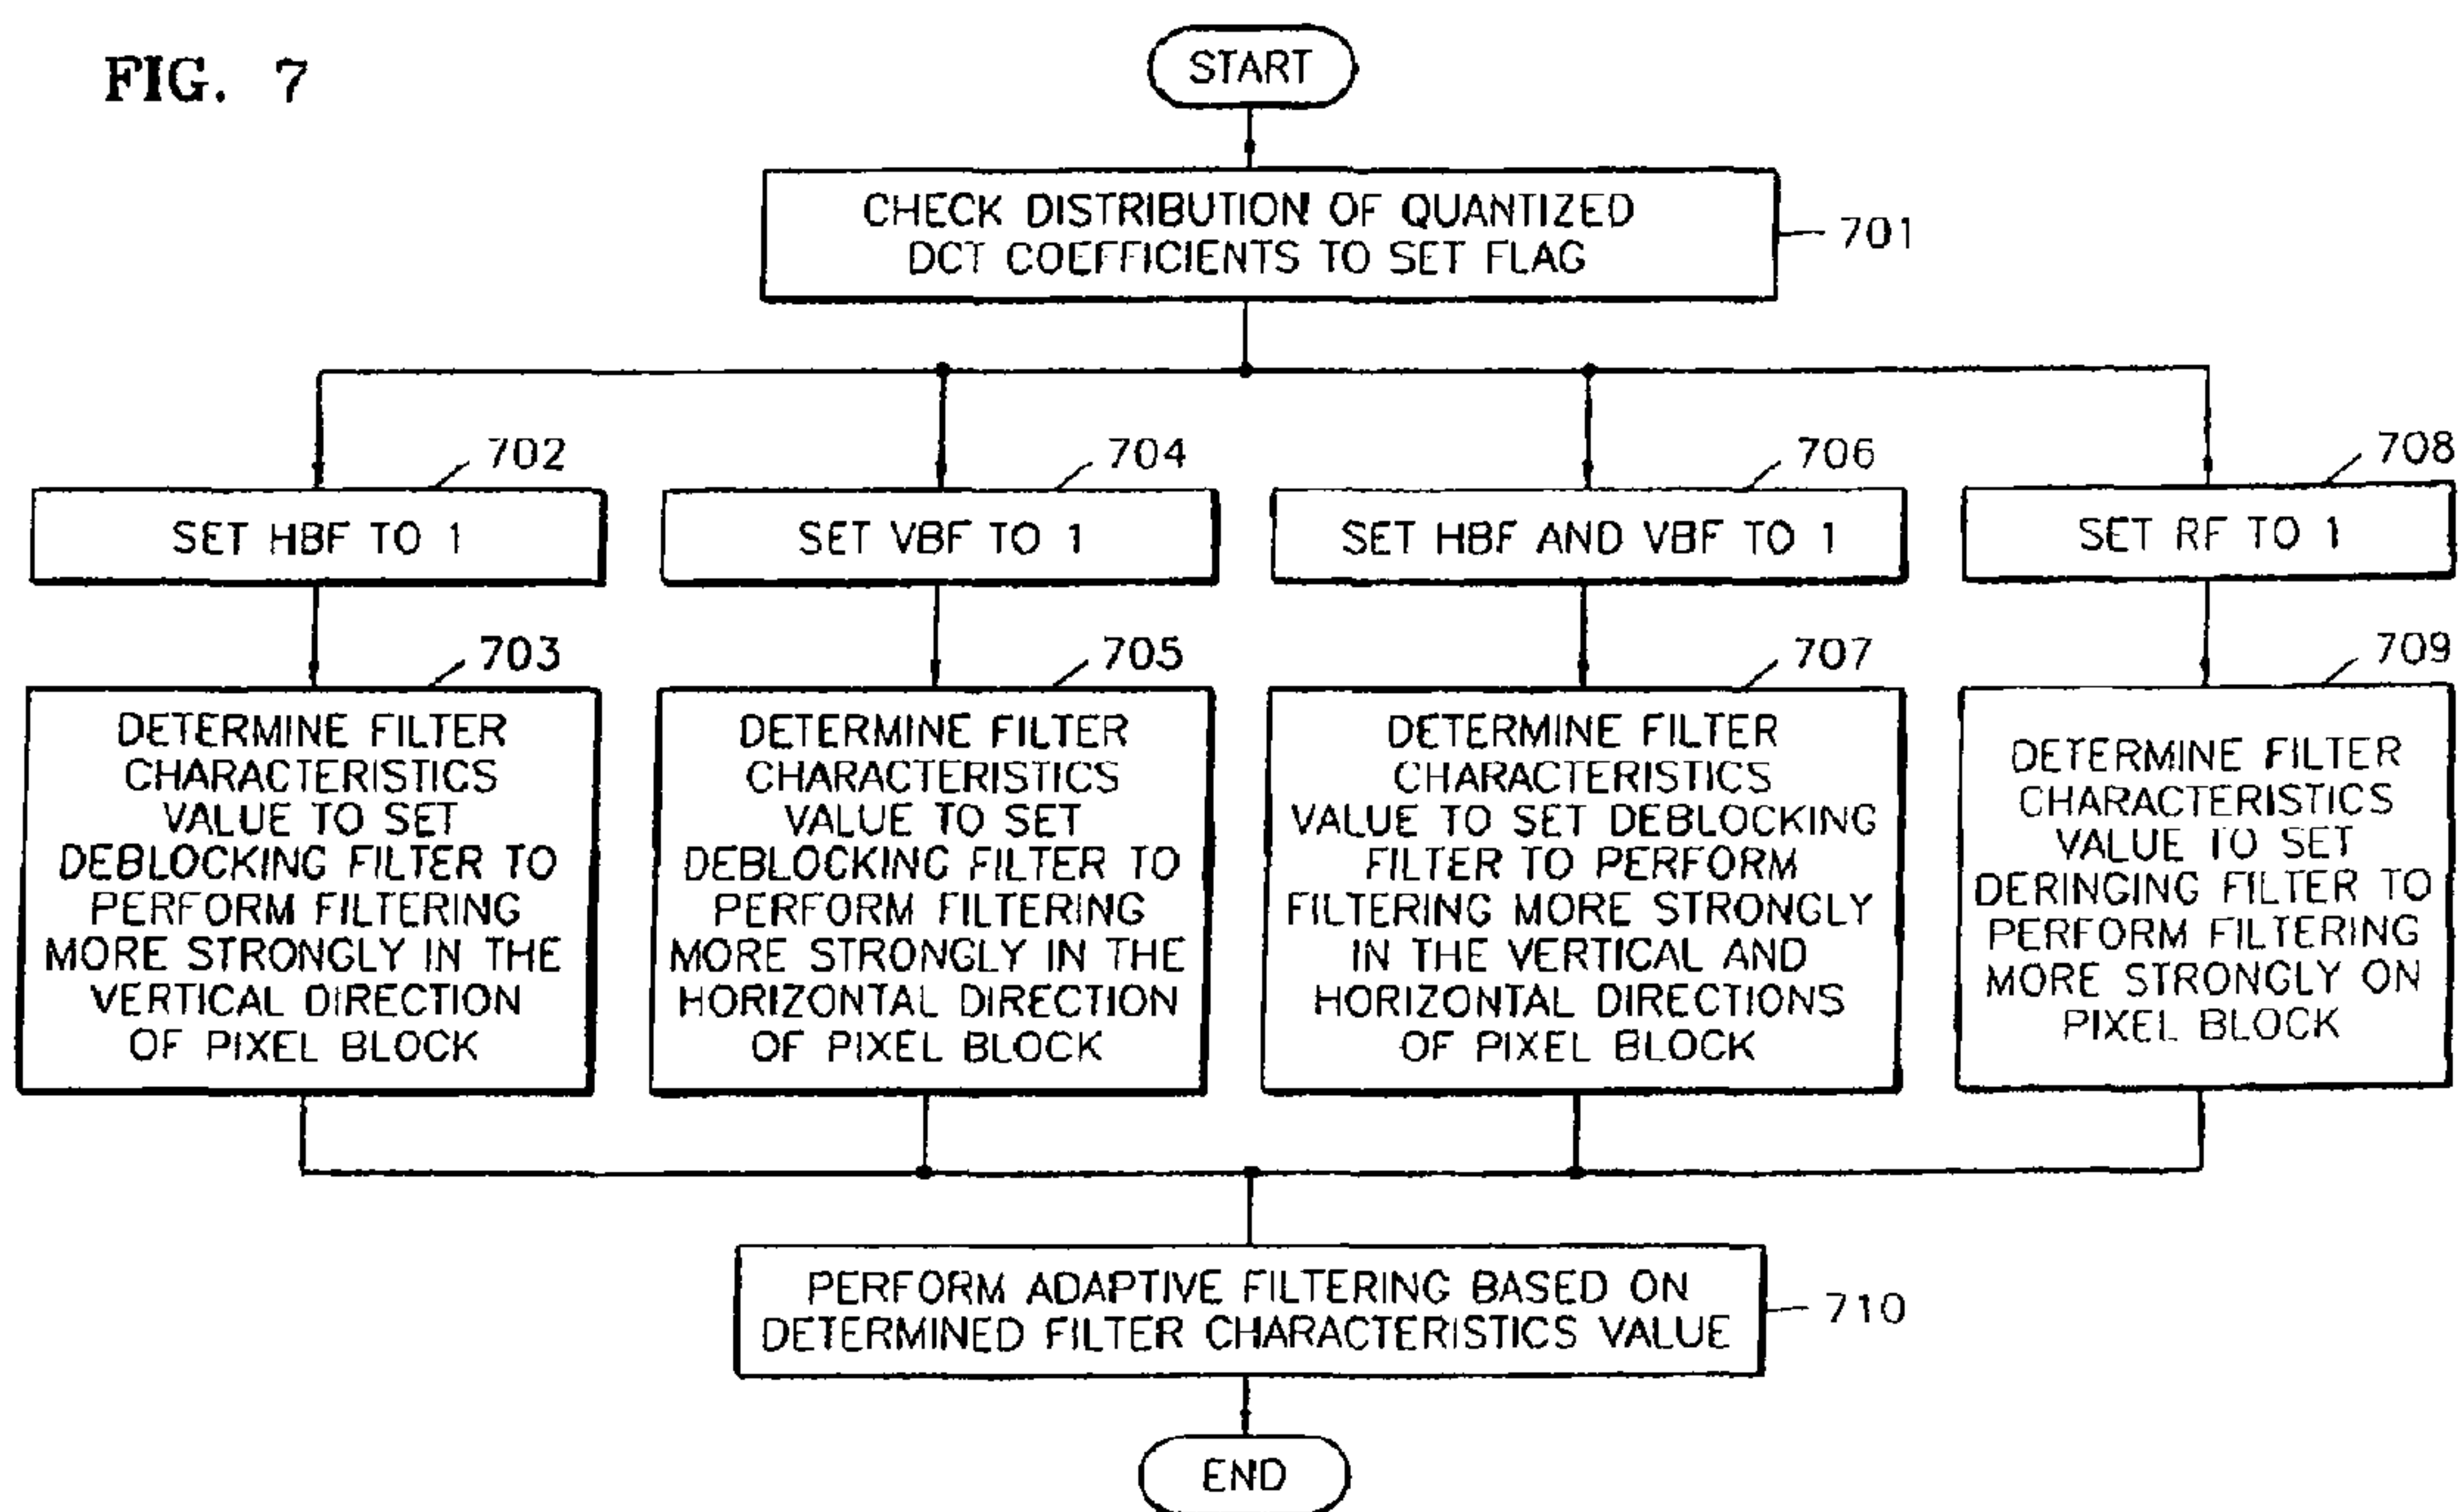 FIG. 7
START
CHECK DISTRIBUTION OF QUANTIZED
DCT COEFFICIENTS TO SET FLAG
701
702
SET HBF TO 1
704
SET VBF TO 1
706
SET HBF AND VBF TO 1
708
SET RF TO 1
703
DETERMINE FILTER
CHARACTERISTICS
VALUE TO SET
DEBLOCKING FILTER TO
PERFORM FILTERING
MORE STRONGLY IN THE
VERTICAL DIRECTION
OF PIXEL BLOCK
705
DETERMINE FILTER
CHARACTERISTICS
VALUE TO SET
DEBLOCKING FILTER TO
PERFORM FILTERING
MORE STRONGLY IN THE
HORIZONTAL DIRECTION
OF PIXEL BLOCK
707
DETERMINE FILTER
CHARACTERISTICS
VALUE TO SET DEBLOCKING
FILTER TO PERFORM
FILTERING MORE STRONGLY
IN THE VERTICAL AND
HORIZONTAL DIRECTIONS
OF PIXEL BLOCK
709
DETERMINE FILTER
CHARACTERISTICS
VALUE TO SET
DERINGING FILTER TO
PERFORM FILTERING
MORE STRONGLY ON
PIXEL BLOCK
PERFORM ADAPTIVE FILTERING BASED ON
DETERMINED FILTER CHARACTERISTICS VALUE
710
END